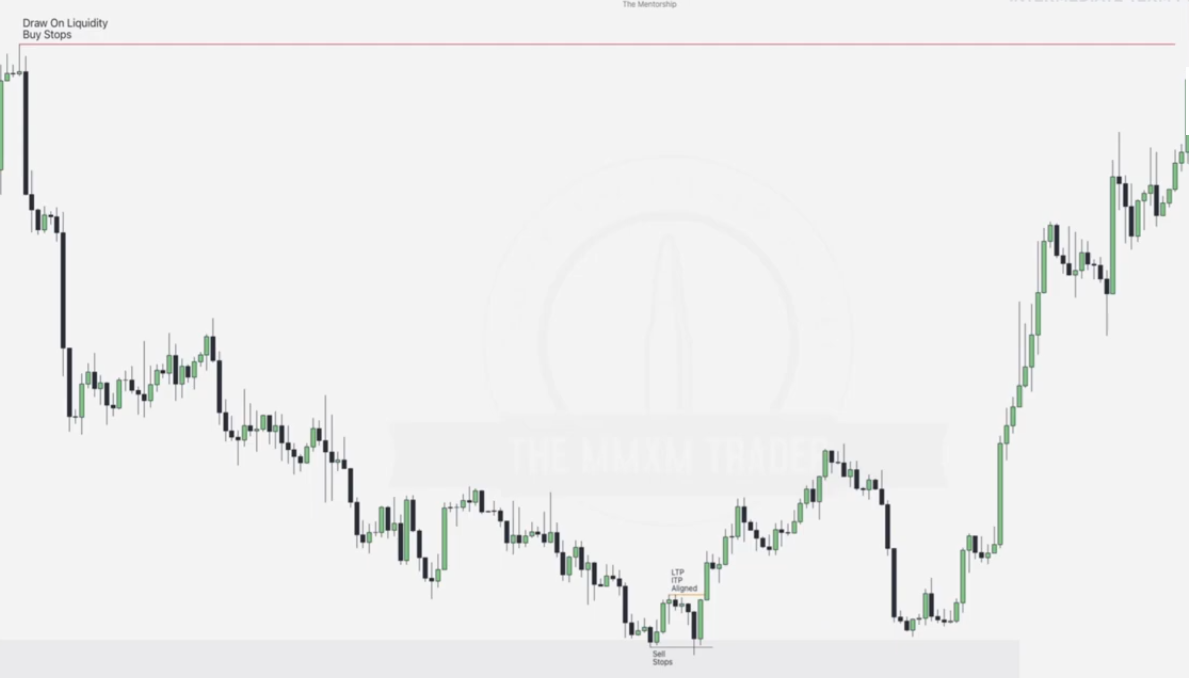 The Mentorship
Draw On Liquidity
Buy Stops
THE MMXM TRADER
LTP
ITP
Aligned
Sell
Stops